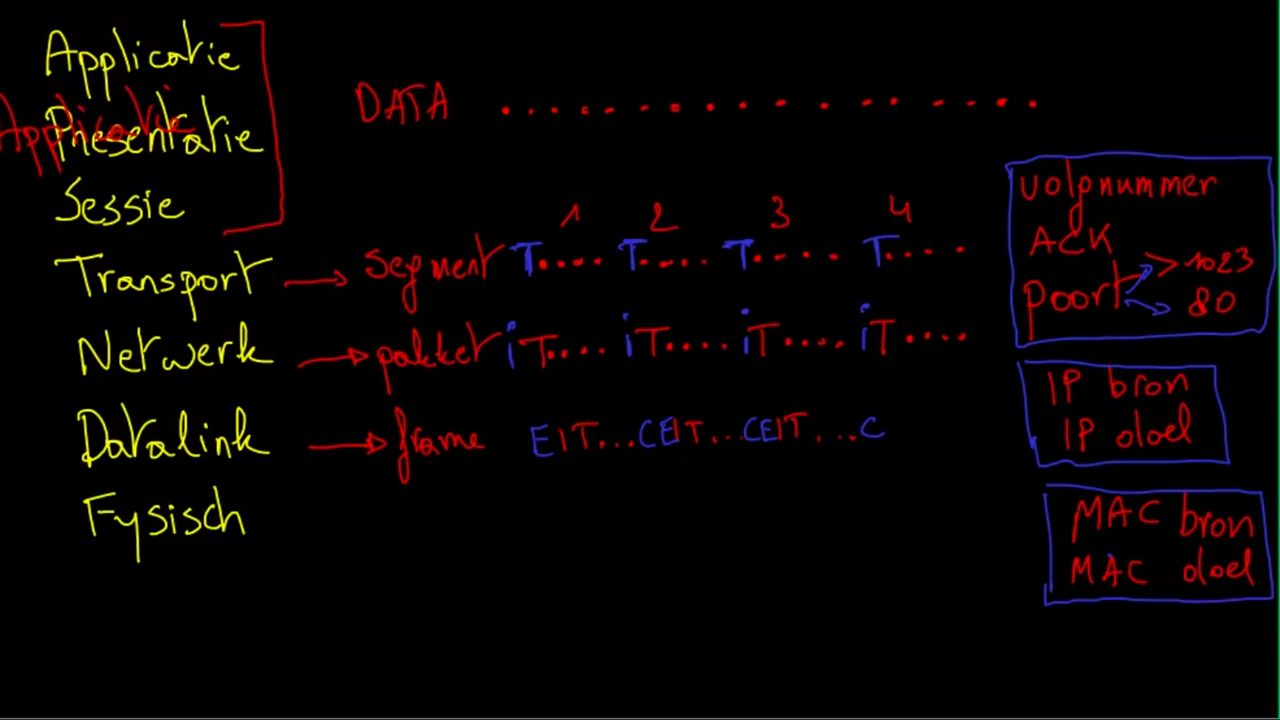 Applicatie
Applicatie
Presentatie
Sessie
Transport
Netwerk
Datalink
Fysisch
DATA ..................
1 2 3 4
segment T.... T..... T..... T....
pakket iT.... iT.... iT.... iT....
frame EIT...CEIT...CEIT...C
volgnummer
ACK
poort >1023
80
IP bron
IP doel
MAC bron
MAC doel